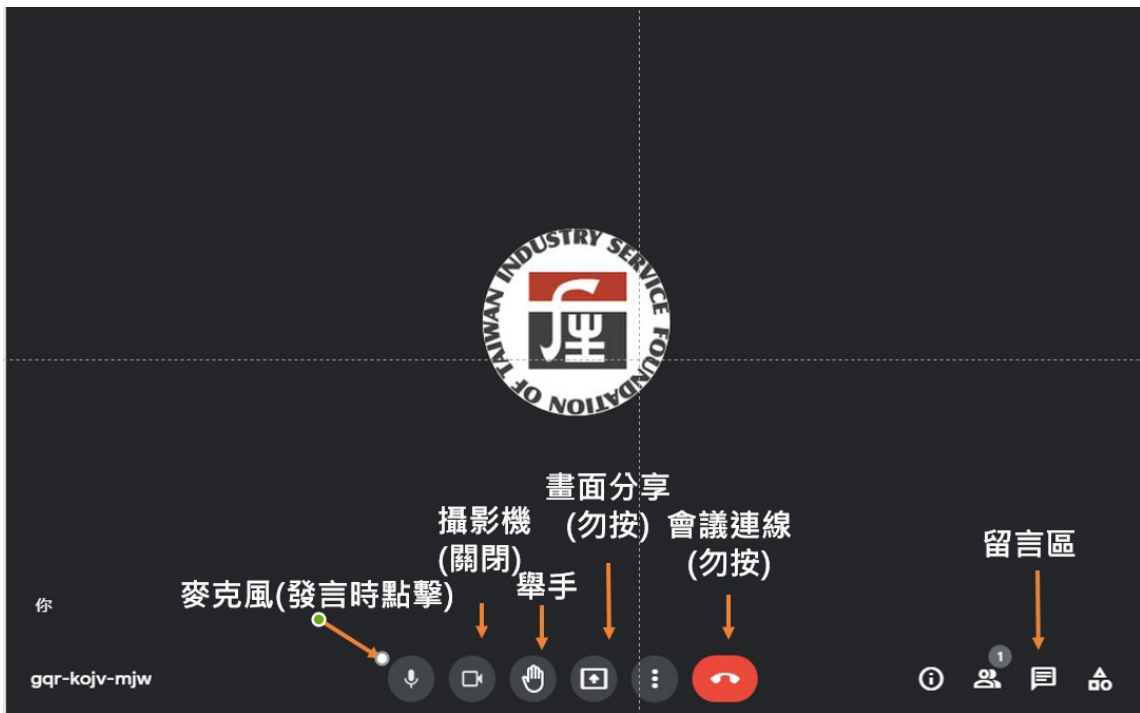 FOUNDATION OF TAIWAN INDUSTRY SERVICE
畫面分享
(勿按)
攝影機
(關閉)
會議連線
(勿按)
留言區
舉手
麥克風(發言時點擊)
你
1
gqr-kojv-mjw